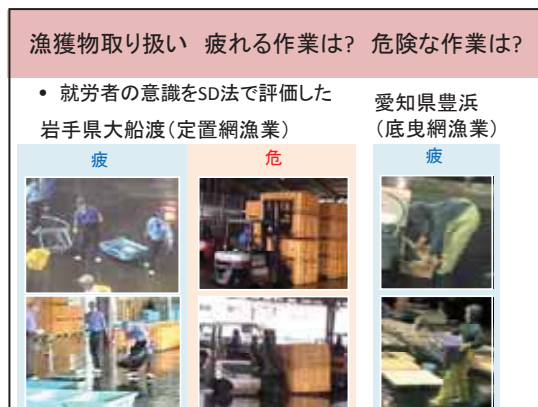 漁獲物取り扱い 疲れる作業は? 危険な作業は?
• 就労者の意識をSD法で評価した
岩手県大船渡(定置網漁業)
愛知県豊浜
(底曳網漁業)
疲
危
疲